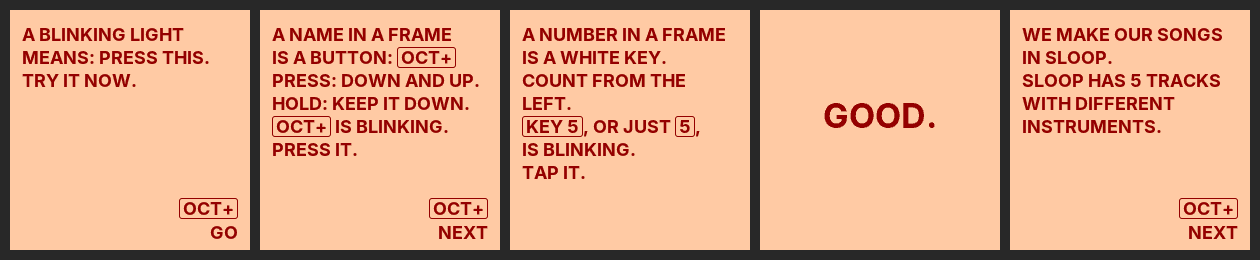 A BLINKING LIGHT
MEANS: PRESS THIS.
TRY IT NOW.
OCT+
GO
A NAME IN A FRAME
IS A BUTTON: OCT+
PRESS: DOWN AND UP.
HOLD: KEEP IT DOWN.
OCT+ IS BLINKING.
PRESS IT.
OCT+
NEXT
A NUMBER IN A FRAME
IS A WHITE KEY.
COUNT FROM THE
LEFT.
KEY 5, OR JUST 5,
IS BLINKING.
TAP IT.
GOOD.
WE MAKE OUR SONGS
IN SLOOP.
SLOOP HAS 5 TRACKS
WITH DIFFERENT
INSTRUMENTS.
OCT+
NEXT